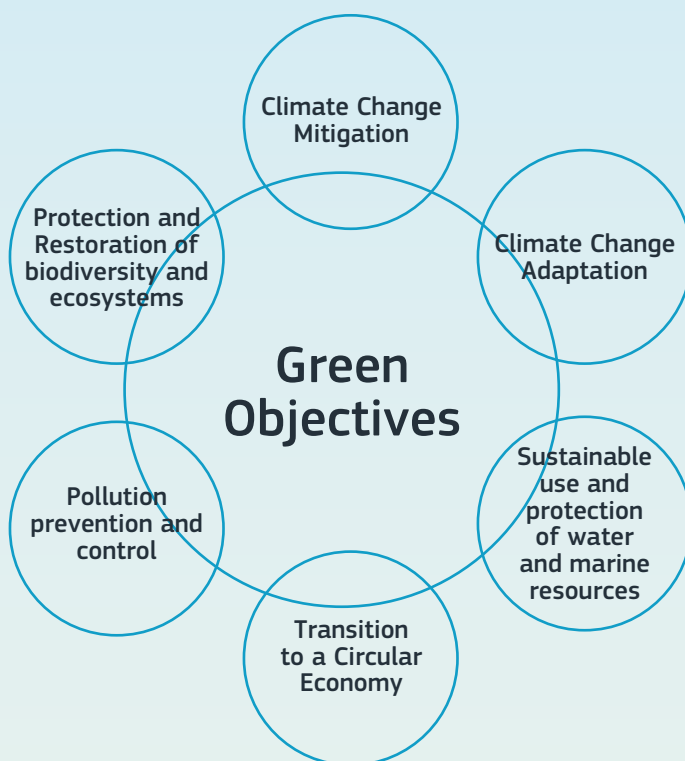 Climate Change
Mitigation
Protection and
Restoration of
biodiversity and
ecosystems
Climate Change
Adaptation
Green
Objectives
Pollution
prevention and
control
Sustainable
use and
protection
of water
and marine
resources
Transition
to a Circular
Economy